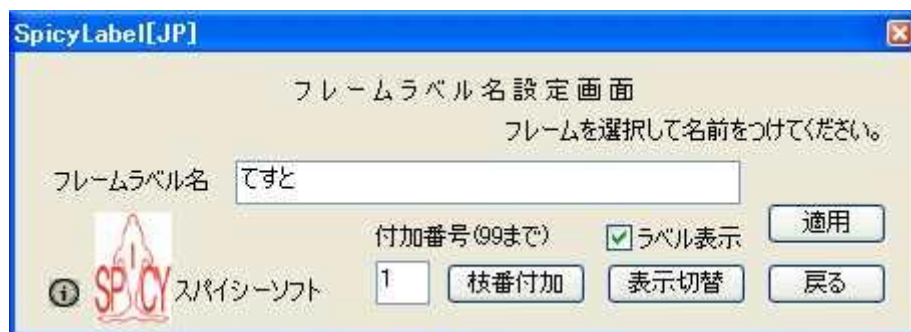 SpicyLabel[JP]
フレームラベル名設定画面
フレームを選択して名前をつけてください。
フレームラベル名 てすと
付加番号(99まで) ラベル表示 適用
SPICY スパイシーソフト 1 枝番付加 表示切替 戻る